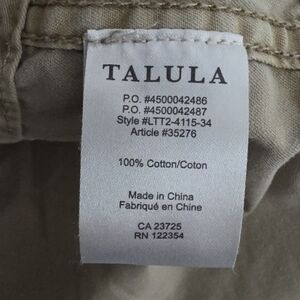 TALULA
P.O. #4500042486
P.O. #4500042487
Style #LTT2-4115-34
Article #35276
100% Cotton/Coton
Made in China
Fabriqué en Chine
CA 23725
RN 122354